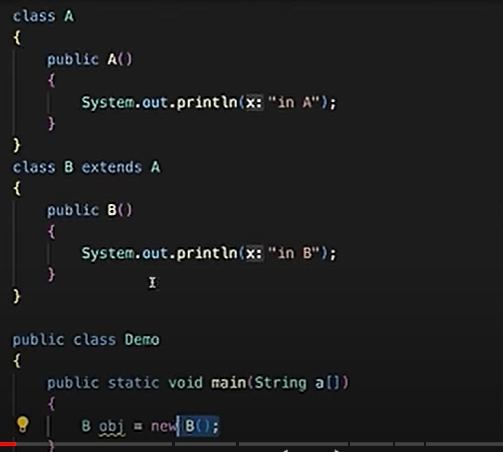 class A
{
public A()
{
System.out.println(x: "in A");
}
}
class B extends A
{
public B()
{
System.out.println(x: "in B");
}
}
public class Demo
{
public static void main(String a[])
{
B obj = new B();
}